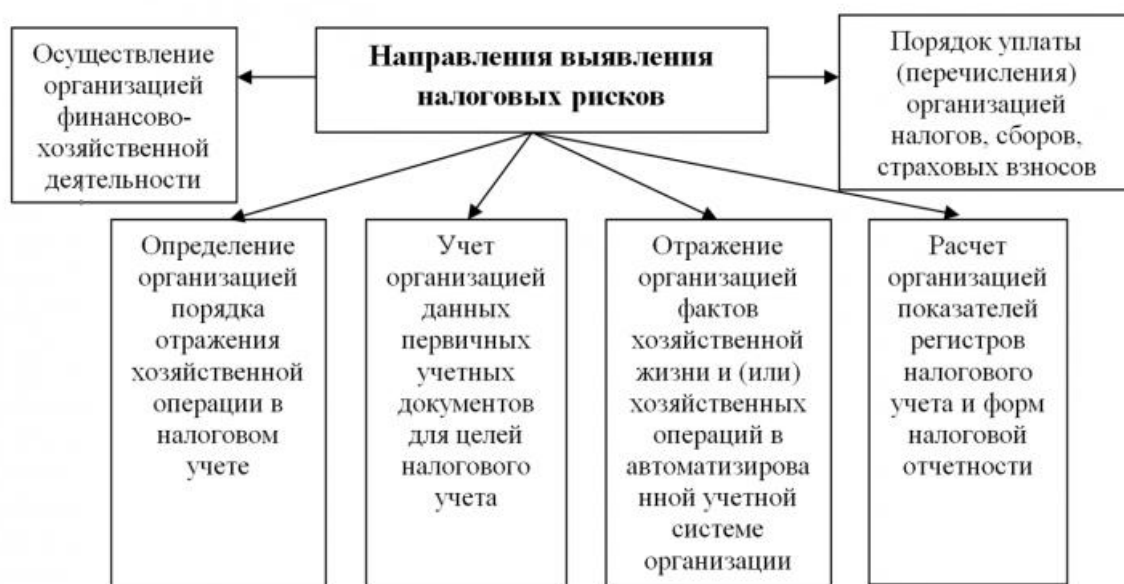 Осуществление
организацией
финансово-
хозяйственной
деятельности
Направления выявления
налоговых рисков
Порядок уплаты
(перечисления)
организацией
налогов, сборов,
страховых взносов
Определение
организацией
порядка
отражения
хозяйственной
операции в
налоговом
учете
Учет
организацией
данных
первичных
учетных
документов
для целей
налогового
учета
Отражение
организацией
фактов
хозяйственной
жизни и (или)
хозяйственных
операций в
автоматизирова
нной учетной
системе
организации
Расчет
организацией
показателей
регистров
налогового
учета и форм
налоговой
отчетности